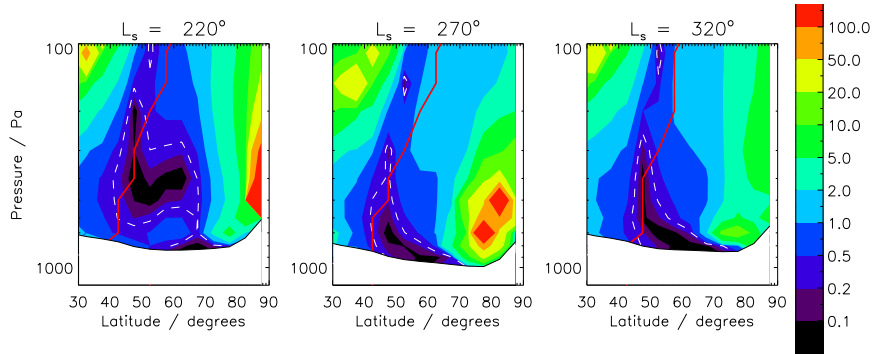 L_s = 220°
L_s = 270°
L_s = 320°
Pressure / Pa
100
1000
30 40 50 60 70 80 90
Latitude / degrees
100
1000
30 40 50 60 70 80 90
Latitude / degrees
100
1000
30 40 50 60 70 80 90
Latitude / degrees
100.0
50.0
20.0
10.0
5.0
2.0
1.0
0.5
0.2
0.1